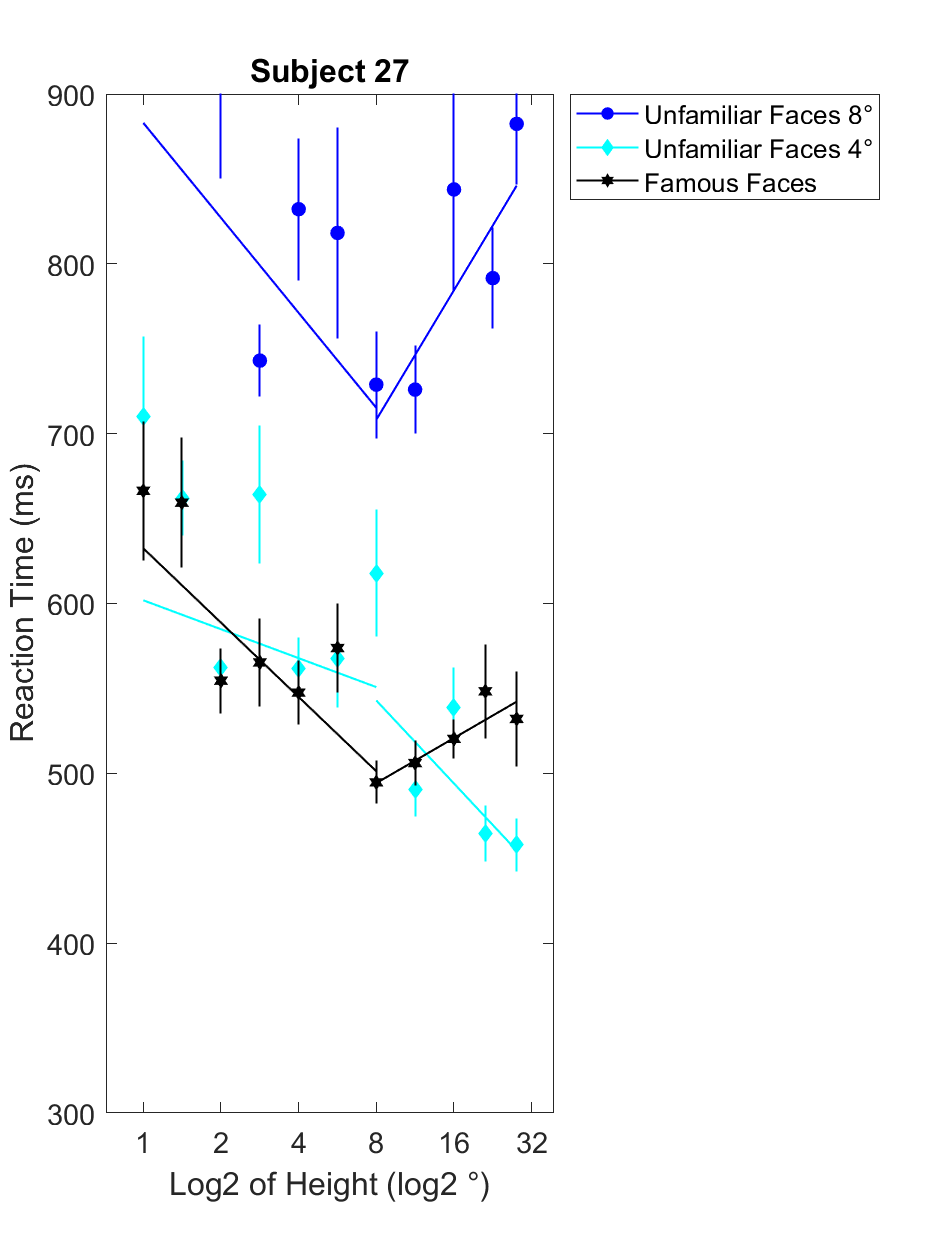 Subject 27
900
800
700
600
500
400
300
Reaction Time (ms)
1 2 4 8 16 32
Log2 of Height (log2 °)
Unfamiliar Faces 8°
Unfamiliar Faces 4°
Famous Faces